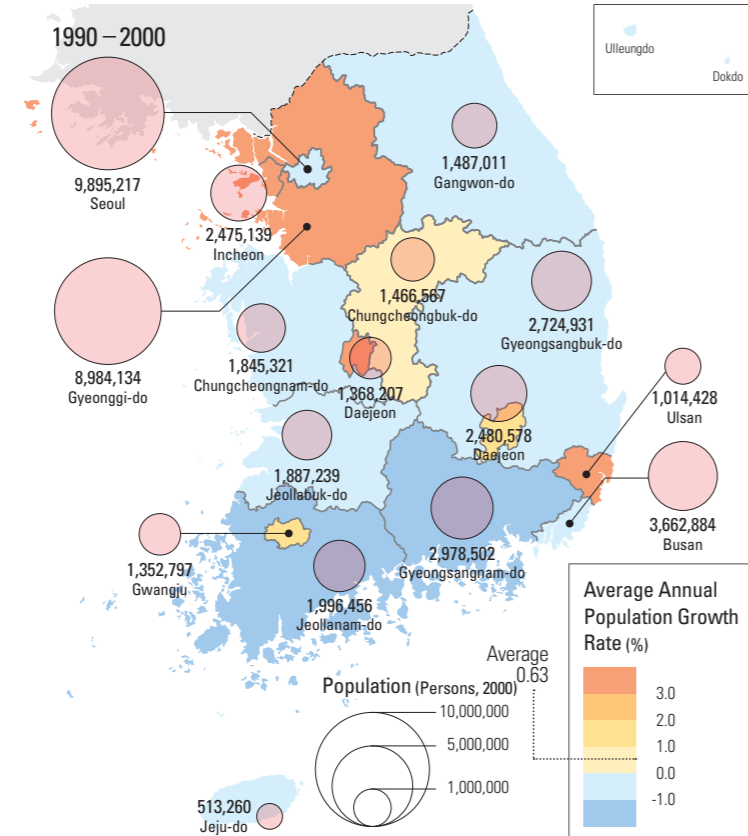 1990 – 2000
Ulleungdo
Dokdo
9,895,217
Seoul
1,487,011
Gangwon-do
2,475,139
Incheon
1,466,567
Chungcheongbuk-do
2,724,931
Gyeongsangbuk-do
8,984,134
Gyeonggi-do
1,845,321
Chungcheongnam-do
1,368,207
Daejeon
1,014,428
Ulsan
2,480,578
Daejeon
1,887,239
Jeollabuk-do
3,662,884
Busan
2,978,502
Gyeongsangnam-do
1,352,797
Gwangju
1,996,456
Jeollanam-do
513,260
Jeju-do
Population (Persons, 2000)
10,000,000
5,000,000
1,000,000
Average
0.63
Average Annual
Population Growth
Rate (%)
3.0
2.0
1.0
0.0
-1.0